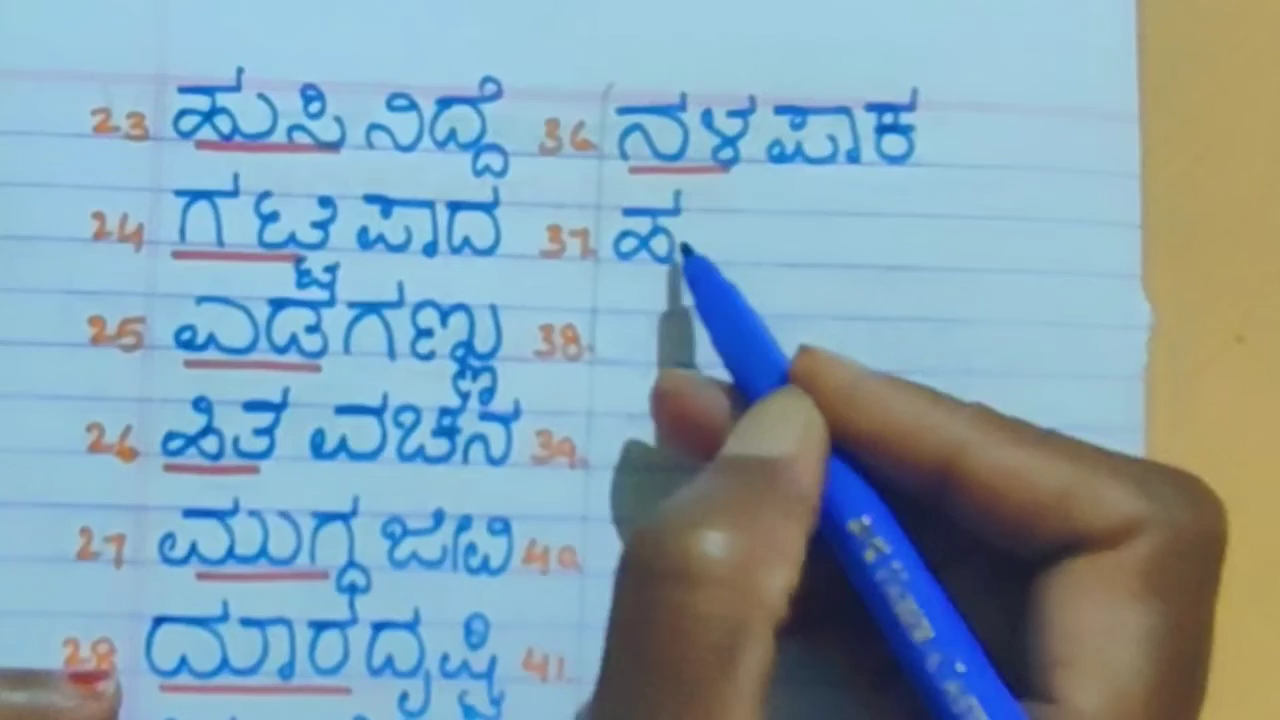 23 ಹುಸಿ ನಿದ್ದೆ
24 ಗಟ್ಟಿ ಪಾದ
25 ಎಡಗಣ್ಣು
26 ಹಿತ ವಚನ
27 ಮುಗ್ಧ ಜೀವಿ
28 ದೂರದೃಷ್ಟಿ
36. ನಳಪಾಕ
37. ಹ
38.
39.
40.
41.